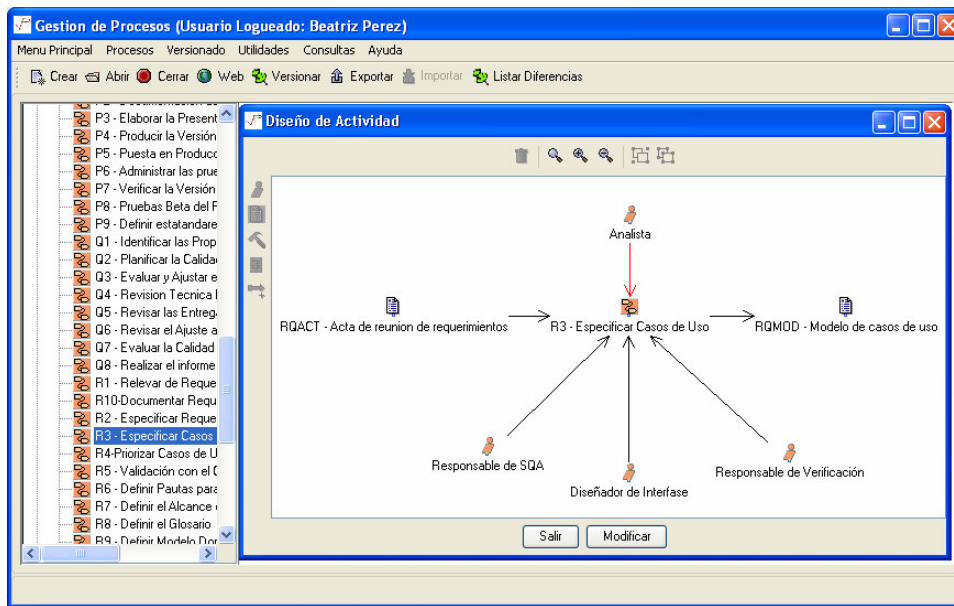 Gestion de Procesos (Usuario Logueado: Beatriz Perez)
Menu Principal Procesos Versionado Utilidades Consultas Ayuda
Crear Abrir Cerrar Web Versionar Exportar Importar Listar Diferencias
P3 - Elaborar la Present
P4 - Producir la Versión
P5 - Puesta en Producc
P6 - Administrar las prue
P7 - Verificar la Versión
P8 - Pruebas Beta del P
P9 - Definir estatandare
Q1 - Identificar las Prop
Q2 - Planificar la Calida
Q3 - Evaluar y Ajustar e
Q4 - Revision Tecnica
Q5 - Revisar las Entreg
Q6 - Revisar el Ajuste a
Q7 - Evaluar la Calidad
Q8 - Realizar el informe
R1 - Relevar de Reque
R10-Documentar Requ
R2 - Especificar Reque
R3 - Especificar Casos
R4-Priorizar Casos de U
R5 - Validación con el C
R6 - Definir Pautas para
R7 - Definir el Alcance
R8 - Definir el Glosario
R9 - Definir Modelo Dom
Diseño de Actividad
Analista
RQACT - Acta de reunion de requerimientos
R3 - Especificar Casos de Uso
RQMOD - Modelo de casos de uso
Responsable de SQA
Diseñador de Interfase
Responsable de Verificación
Salir Modificar